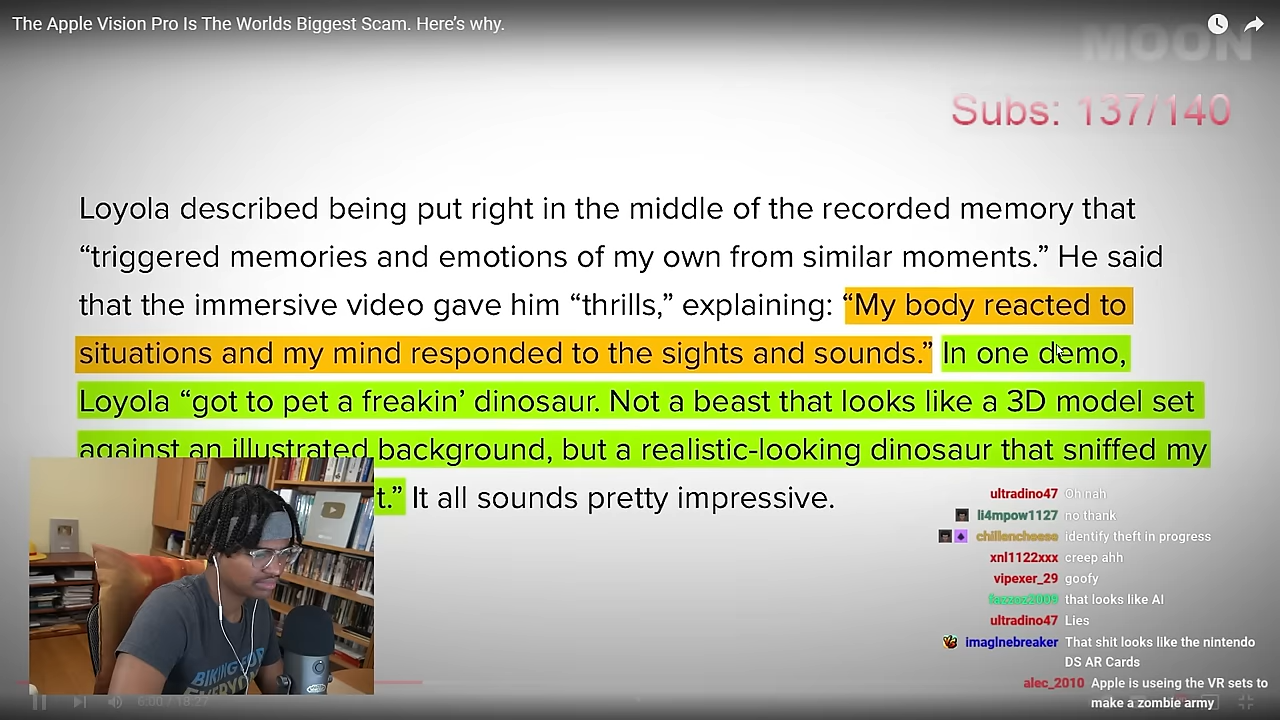 The Apple Vision Pro Is The Worlds Biggest Scam. Here’s why.
MOON
Subs: 137/140
Loyola described being put right in the middle of the recorded memory that
“triggered memories and emotions of my own from similar moments.” He said
that the immersive video gave him “thrills,” explaining: “My body reacted to
situations and my mind responded to the sights and sounds.” In one demo,
Loyola “got to pet a freakin’ dinosaur. Not a beast that looks like a 3D model set
against an illustrated background, but a realistic-looking dinosaur that sniffed my
t.” It all sounds pretty impressive.
ultradino47 Oh nah
li4mpow1127 no thank
chillencheese identify theft in progress
xnl1122xxx creep ahh
vipexer_29 goofy
that looks like AI
ultradino47 Lies
imagInebreaker That shit looks like the nintendo
DS AR Cards
alec_2010 Apple is useing the VR sets to
make a zombie army
BIKING FOR
EVERYO
6:00 / 18:27